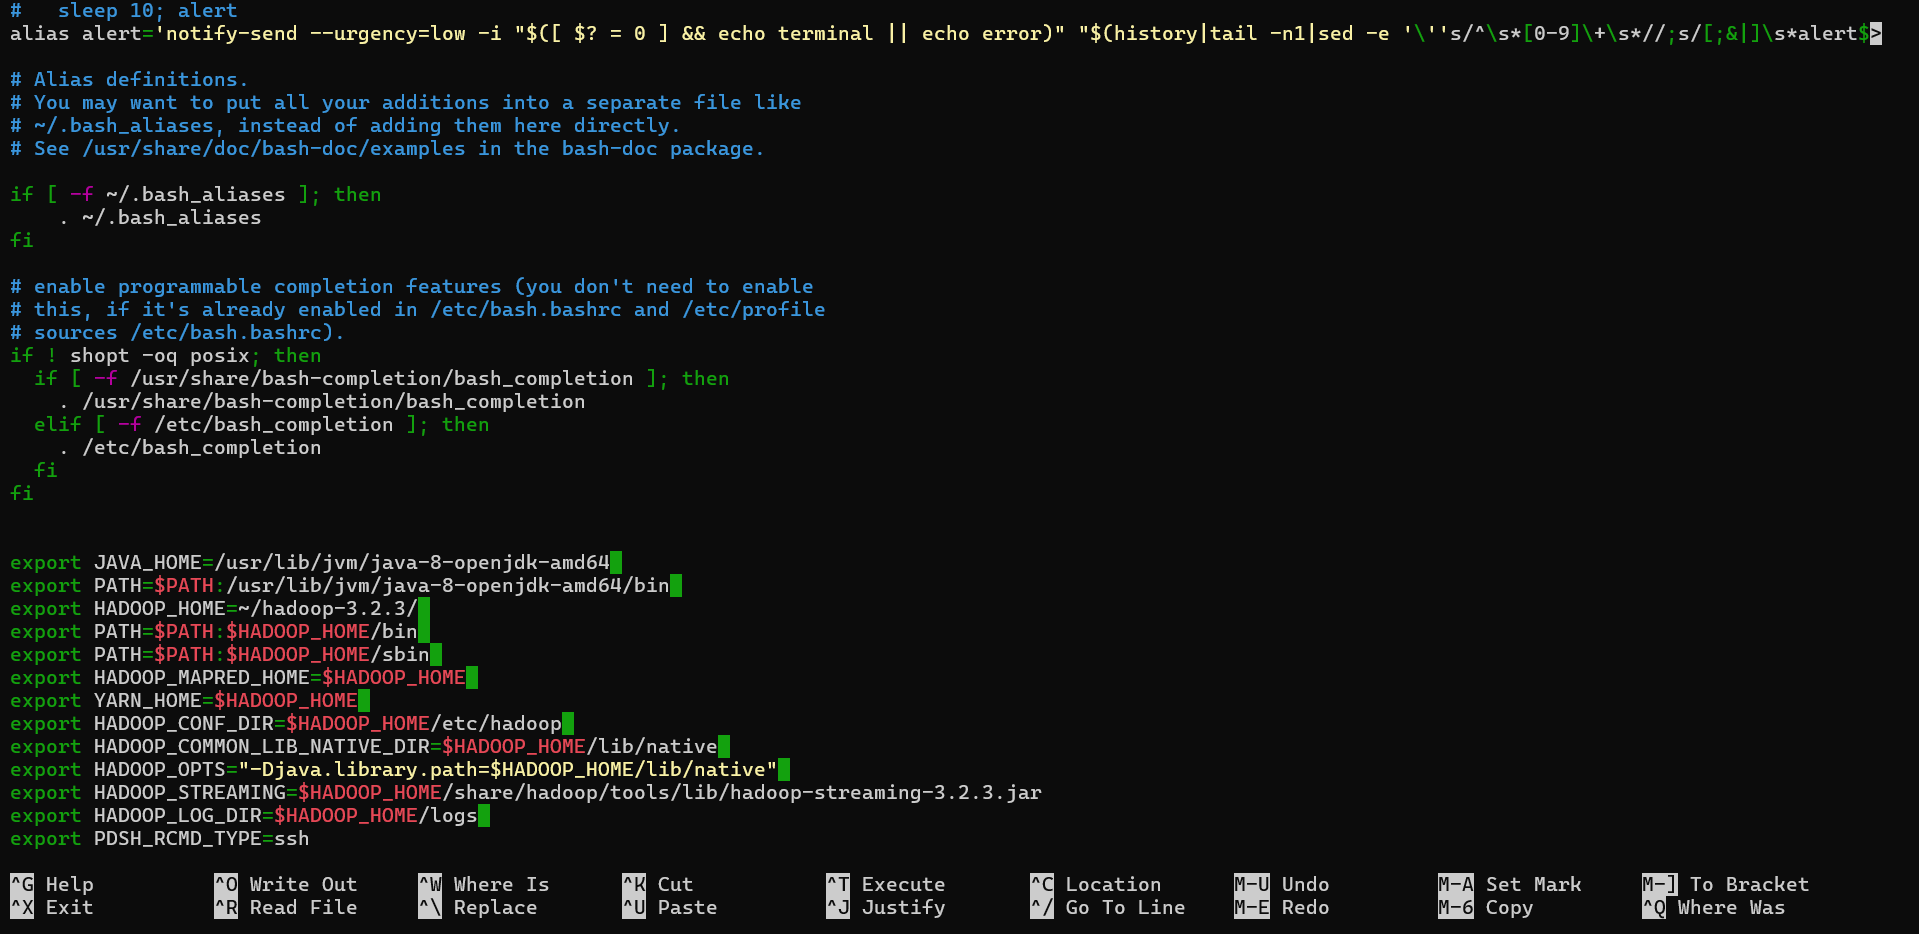 #   sleep 10; alert
alias alert='notify-send --urgency=low -i "$([ $? = 0 ] && echo terminal || echo error)" "$(history|tail -n1|sed -e '\''s/^\s*[0-9]\+\s*//;s/[;&|]\s*alert$>
# Alias definitions.
# You may want to put all your additions into a separate file like
# ~/.bash_aliases, instead of adding them here directly.
# See /usr/share/doc/bash-doc/examples in the bash-doc package.
if [ -f ~/.bash_aliases ]; then
    . ~/.bash_aliases
fi
# enable programmable completion features (you don't need to enable
# this, if it's already enabled in /etc/bash.bashrc and /etc/profile
# sources /etc/bash.bashrc).
if ! shopt -oq posix; then
  if [ -f /usr/share/bash-completion/bash_completion ]; then
    . /usr/share/bash-completion/bash_completion
  elif [ -f /etc/bash_completion ]; then
    . /etc/bash_completion
  fi
fi
export JAVA_HOME=/usr/lib/jvm/java-8-openjdk-amd64
export PATH=$PATH:/usr/lib/jvm/java-8-openjdk-amd64/bin
export HADOOP_HOME=~/hadoop-3.2.3/
export PATH=$PATH:$HADOOP_HOME/bin
export PATH=$PATH:$HADOOP_HOME/sbin
export HADOOP_MAPRED_HOME=$HADOOP_HOME
export YARN_HOME=$HADOOP_HOME
export HADOOP_CONF_DIR=$HADOOP_HOME/etc/hadoop
export HADOOP_COMMON_LIB_NATIVE_DIR=$HADOOP_HOME/lib/native
export HADOOP_OPTS="-Djava.library.path=$HADOOP_HOME/lib/native"
export HADOOP_STREAMING=$HADOOP_HOME/share/hadoop/tools/lib/hadoop-streaming-3.2.3.jar
export HADOOP_LOG_DIR=$HADOOP_HOME/logs
export PDSH_RCMD_TYPE=ssh
^G Help ^O Write Out ^W Where Is ^K Cut ^T Execute ^C Location M-U Undo M-A Set Mark M-] To Bracket
^X Exit ^R Read File ^\ Replace ^U Paste ^J Justify ^/ Go To Line M-E Redo M-6 Copy ^Q Where Was